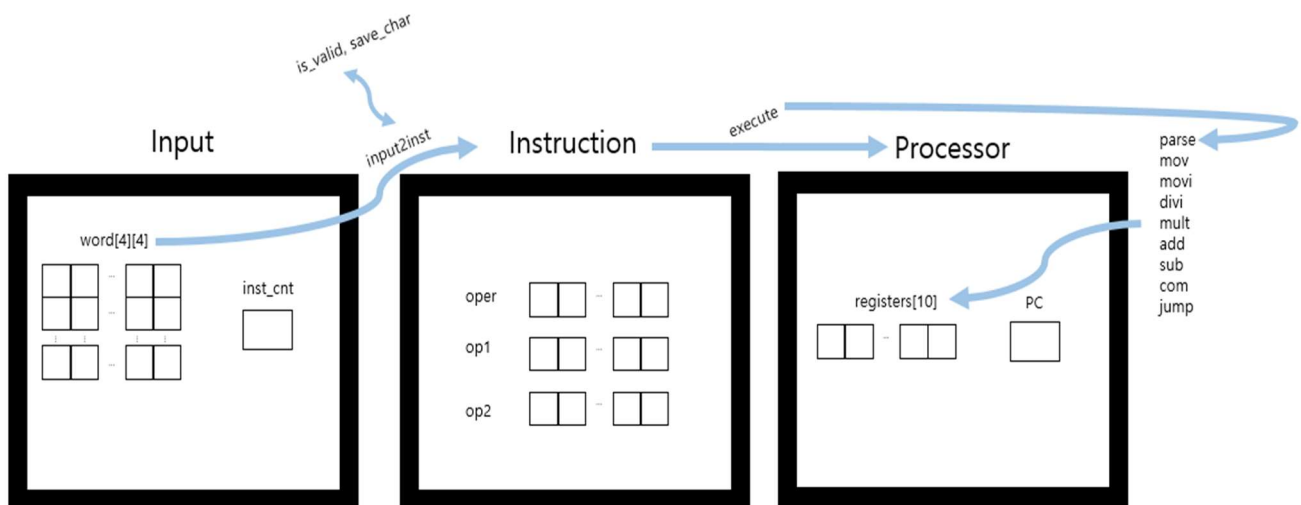 is_valid, save_char
input2inst
execute
Input
Instruction
Processor
word[4][4]
inst_cnt
oper
op1
op2
registers[10]
PC
parse
mov
movi
divi
mult
add
sub
com
jump